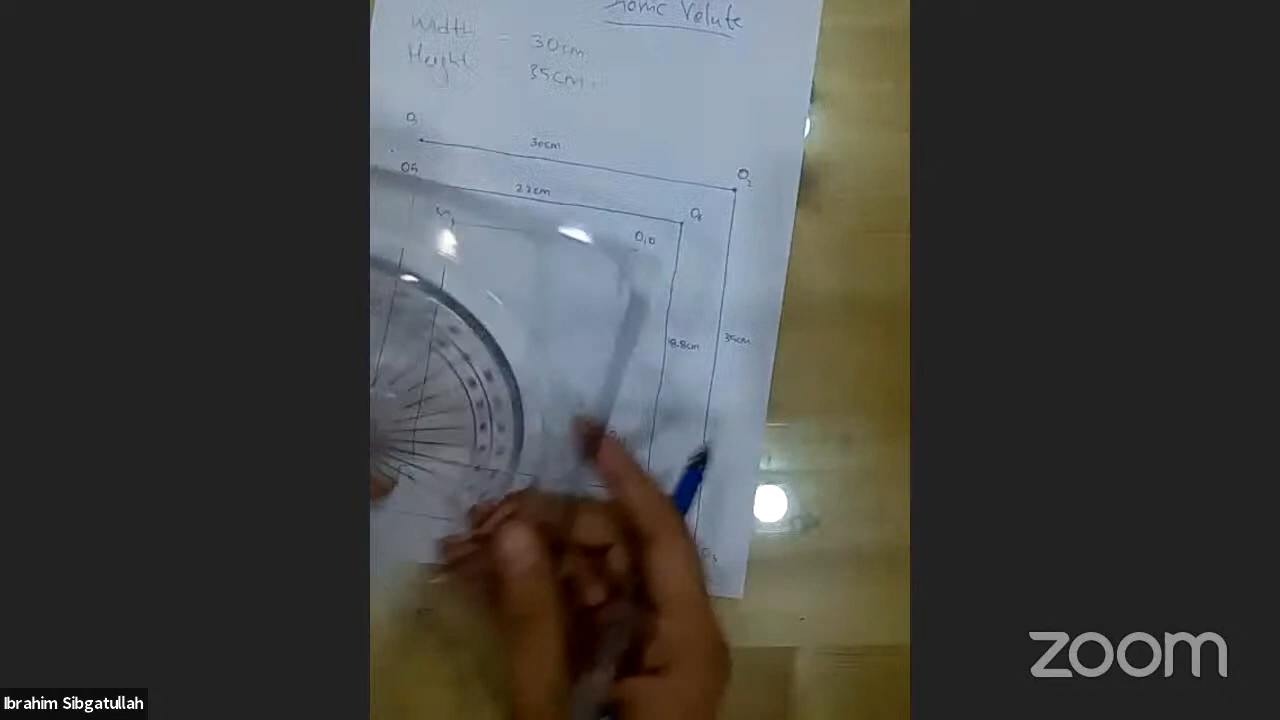 Ionic Volute
Width = 30cm
Height 35cm
O1
30cm
O2
O5
22cm
O6
O9
O10
18.8cm
35cm
O3
Ibrahim Sibgatullah
zoom